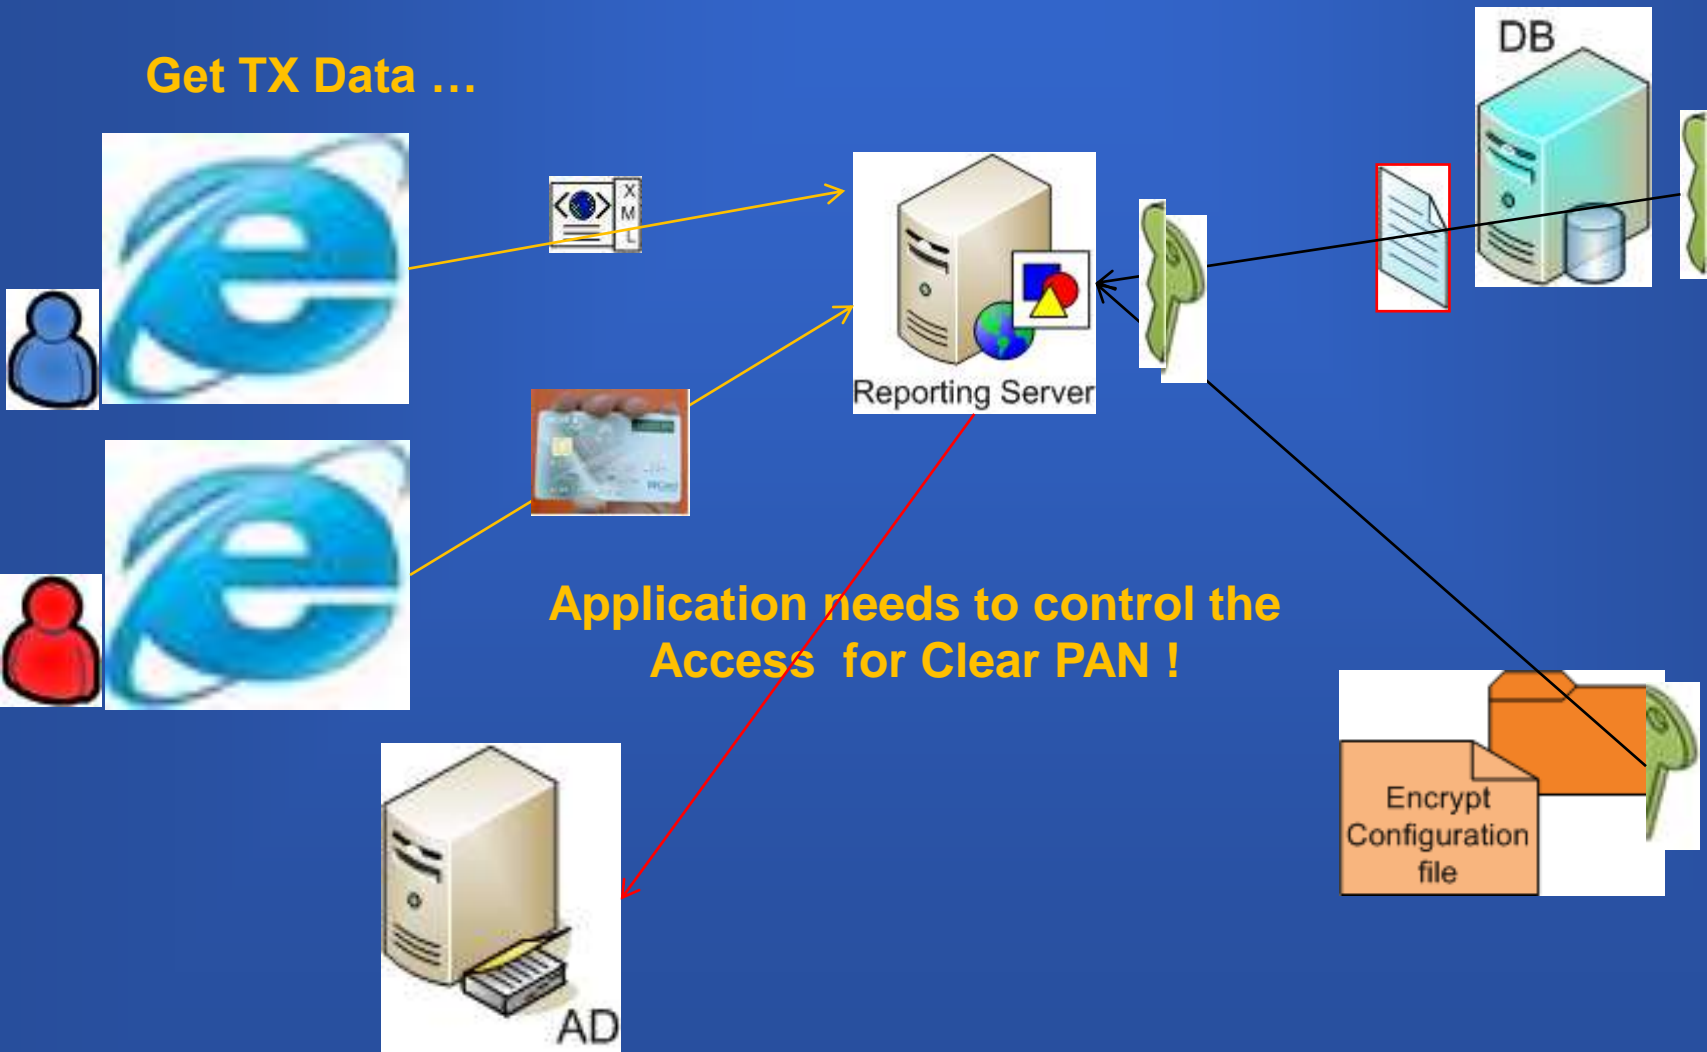 Get TX Data …
DB
X
M
L
Reporting Server
Application needs to control the
Access for Clear PAN !
Encrypt
Configuration
file
AD